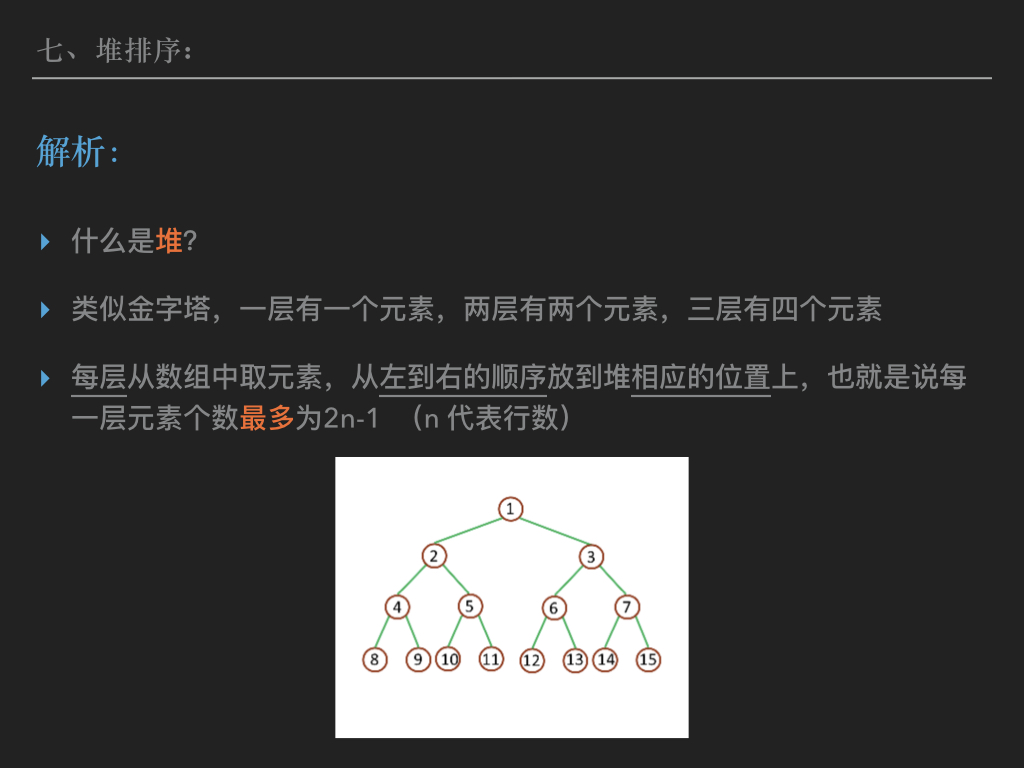 七、堆排序：
解析：
什么是堆？
类似金字塔，一层有一个元素，两层有两个元素，三层有四个元素
每层从数组中取元素，从左到右的顺序放到堆相应的位置上，也就是说每
一层元素个数最多为2n-1 （n 代表行数）
1
2 3
4 5 6 7
8 9 10 11 12 13 14 15